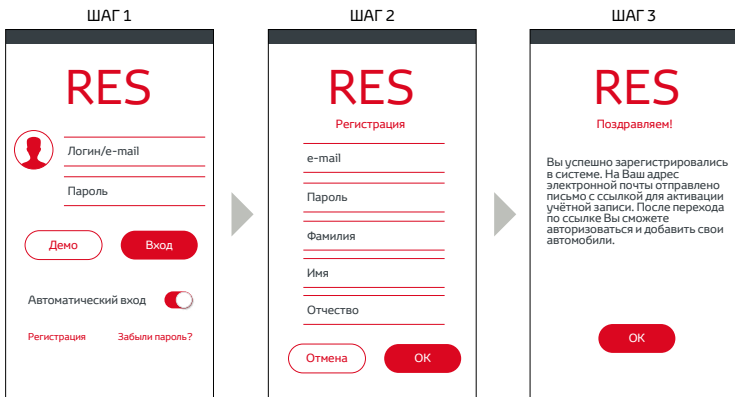 ШАГ 1
RES
Логин/e-mail
Пароль
Демо
Вход
Автоматический вход
Регистрация
Забыли пароль?
ШАГ 2
RES
Регистрация
e-mail
Пароль
Фамилия
Имя
Отчество
Отмена
ОК
ШАГ 3
RES
Поздравляем!
Вы успешно зарегистрировались
в системе. На Ваш адрес
электронной почты отправлено
письмо с ссылкой для активации
учётной записи. После перехода
по ссылке Вы сможете
авторизоваться и добавить свои
автомобили.
ОК